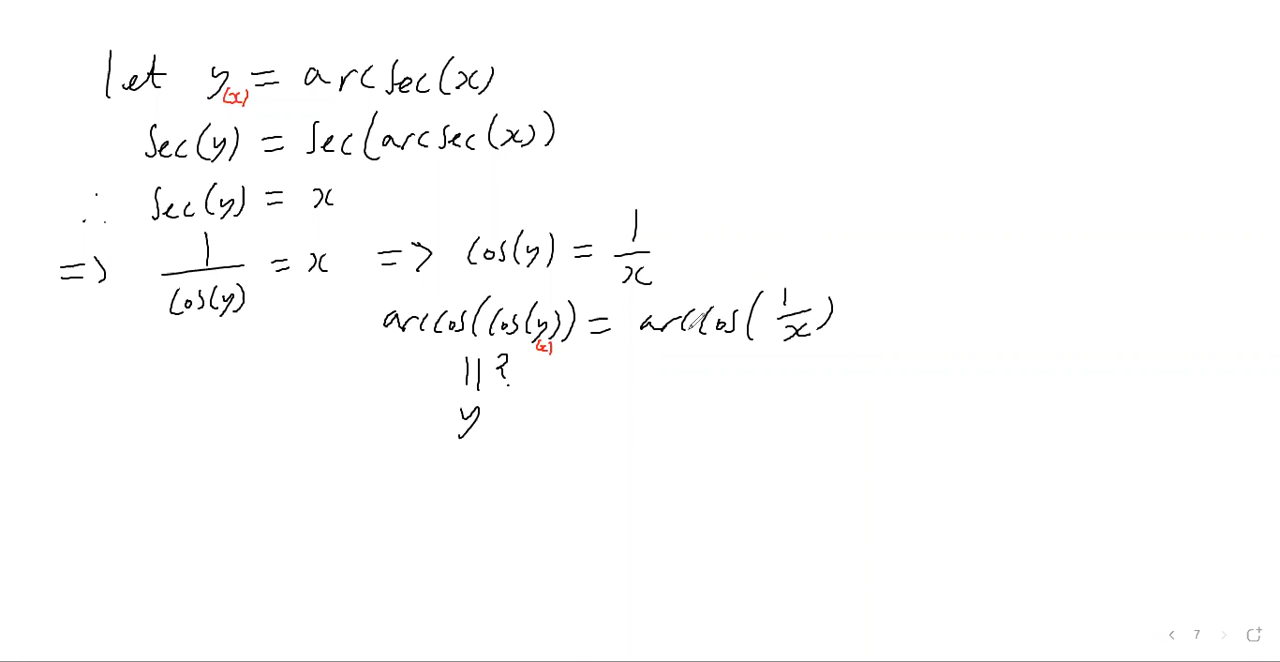 let y(x) = arcsec(x)
Sec(y) = Sec(arcsec(x))
∴ Sec(y) = x
=> 1/cos(y) = x => cos(y) = 1/x
arccos(cos(y(x))) = arccos(1/x)
|| ?
y
< 7 >